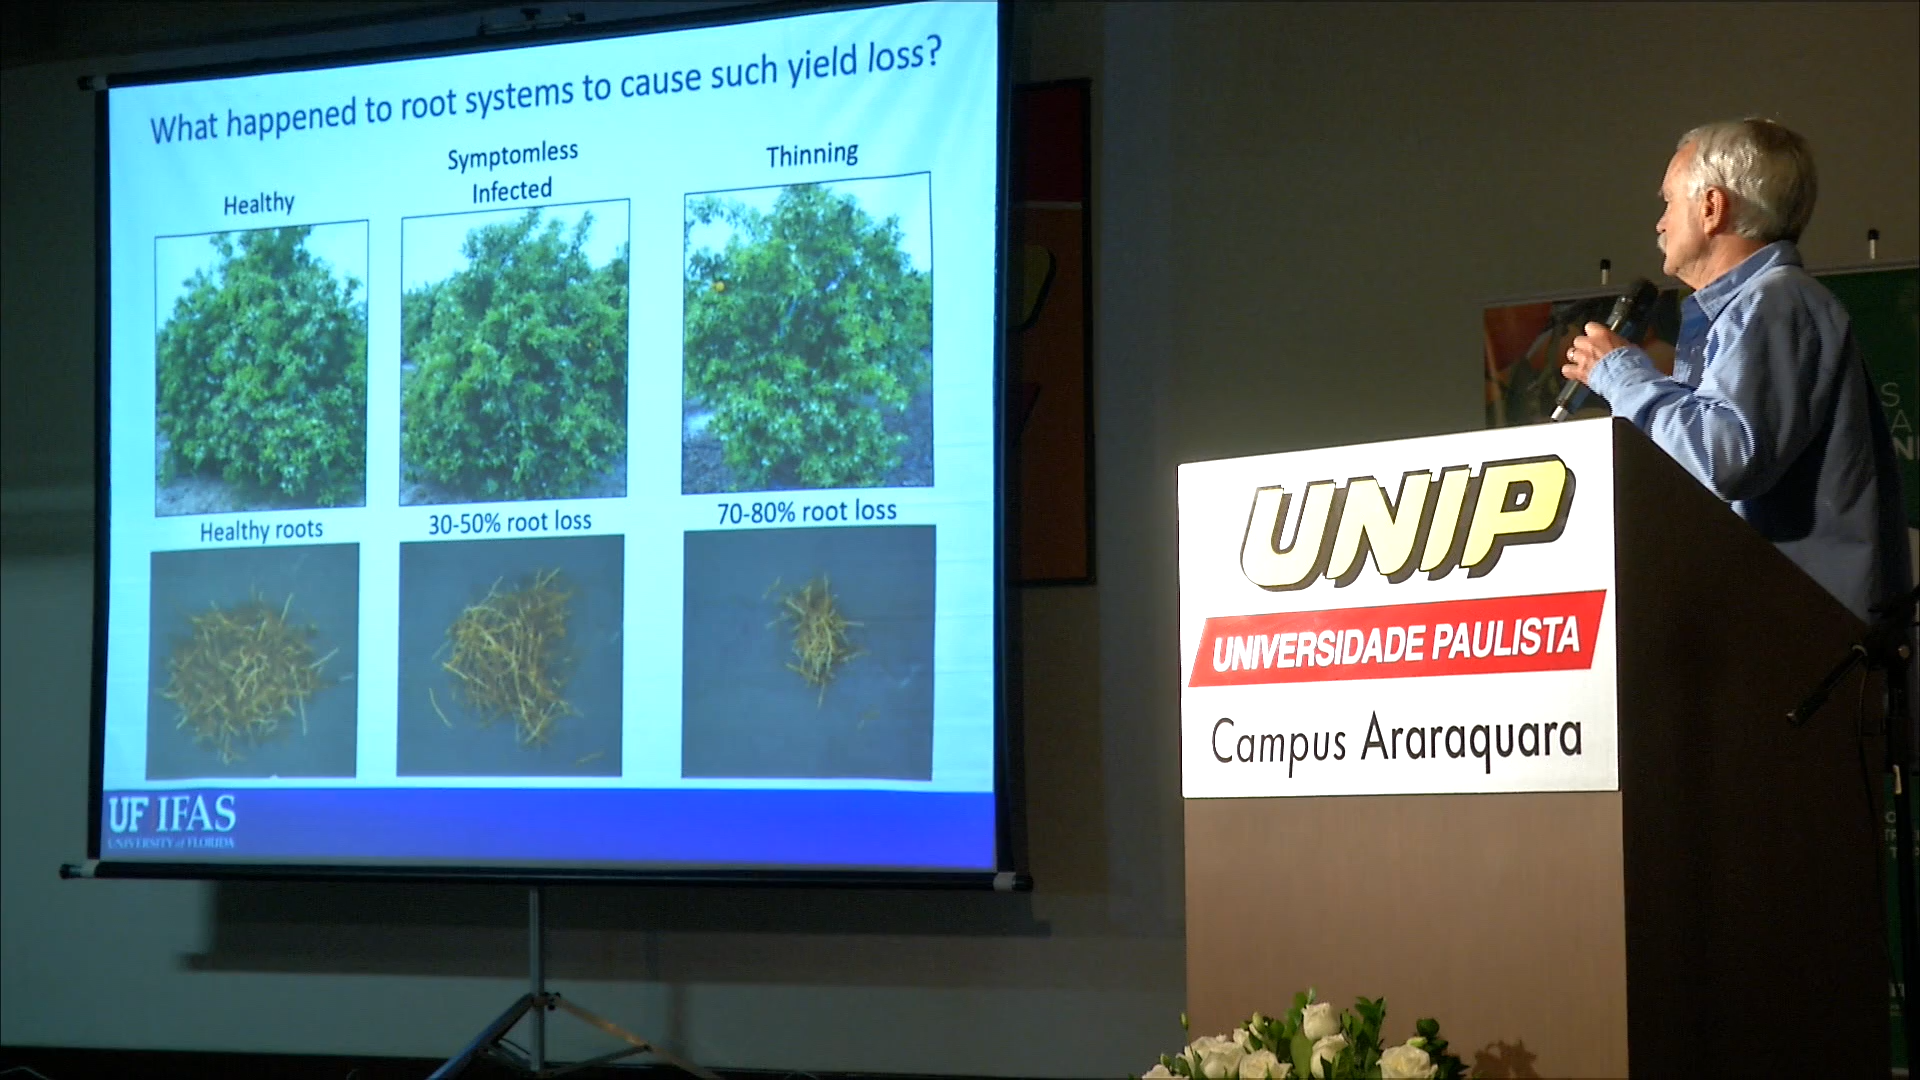 What happened to root systems to cause such yield loss?
Healthy
Symptomless
Infected
Thinning
Healthy roots
30-50% root loss
70-80% root loss
UF IFAS
UNIVERSITY of FLORIDA
UNIP
UNIVERSIDADE PAULISTA
Campus Araraquara